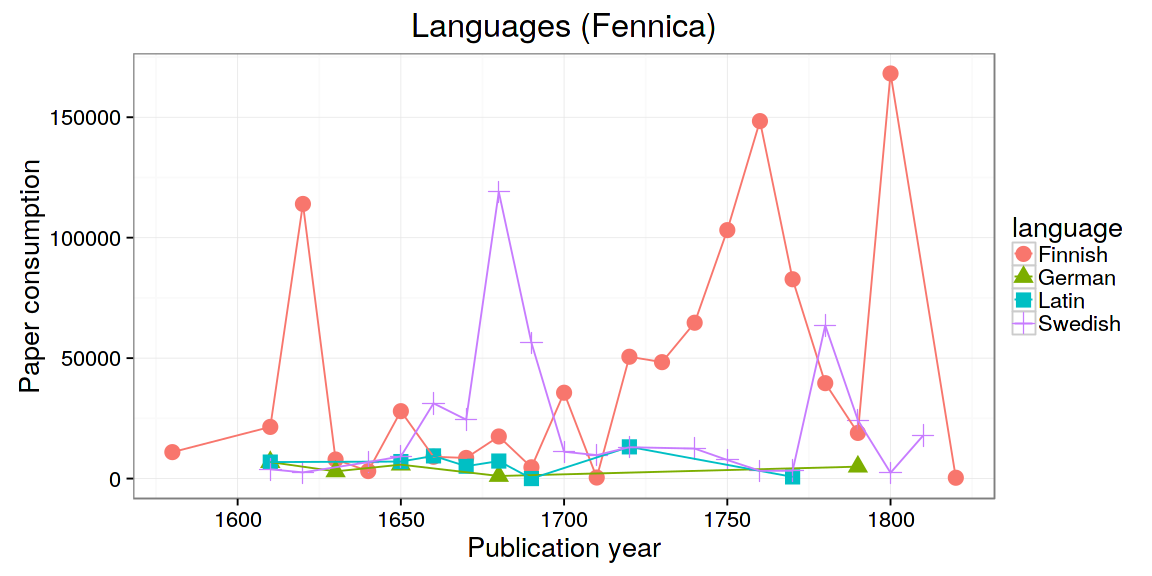 Languages (Fennica)
Paper consumption
150000
100000
50000
0
1600 1650 1700 1750 1800
Publication year
language
Finnish
German
Latin
Swedish